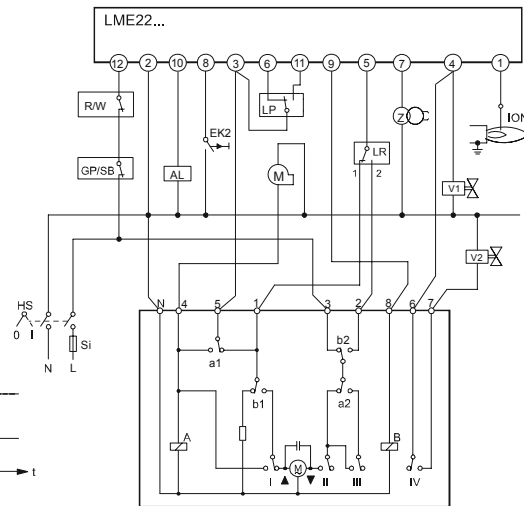 LME22...
12 2 10 8 3 6 11 9 5 7 4 1
R/W
LP
EK2
Z
ION
GP/SB
AL
M
LR
1 2
V1
V2
HS
0 I
Si
N L
N 4 5 1 3 2 8 6 7
a1
b2
b1
a2
A
B
I
M
II
III
IV
t